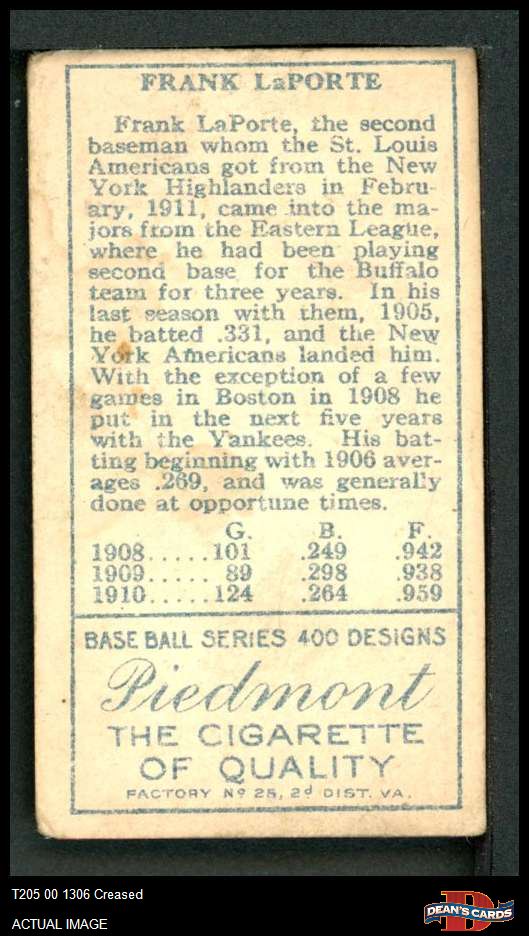 FRANK LaPORTE
Frank LaPorte, the second
baseman whom the St. Louis
Americans got from the New
York Highlanders in Febru-
ary, 1911, came into the ma-
jors from the Eastern League,
where he had been playing
second base for the Buffalo
team for three years. In his
last season with them, 1905,
he batted .331, and the New
York Americans landed him.
With the exception of a few
games in Boston in 1908 he
put in the next five years
with the Yankees. His bat-
ting beginning with 1906 aver-
ages .269, and was generally
done at opportune times.
G. B. F.
1908.....101 .249 .942
1909.....89 .298 .938
1910.....124 .264 .959
BASE BALL SERIES 400 DESIGNS
Piedmont
THE CIGARETTE
OF QUALITY
FACTORY Nº 25, 2d DIST. VA.
T205 00 1306 Creased
ACTUAL IMAGE
D
DEAN'S CARDS